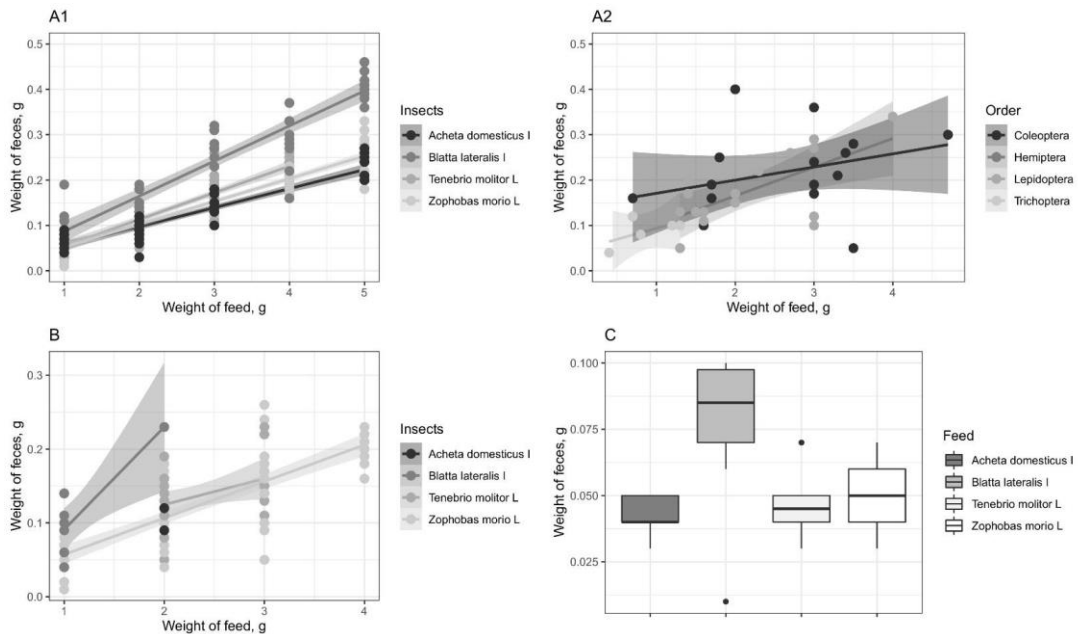 A1
Weight of feces, g
0.5
0.4
0.3
0.2
0.1
0.0
1 2 3 4 5
Weight of feed, g
Insects
Acheta domesticus I
Blatta lateralis I
Tenebrio molitor L
Zophobas morio L
A2
Weight of feces, g
0.5
0.4
0.3
0.2
0.1
0.0
1 2 3 4
Weight of feed, g
Order
Coleoptera
Hemiptera
Lepidoptera
Trichoptera
B
Weight of feces, g
0.3
0.2
0.1
0.0
1 2 3 4
Weight of feed, g
Insects
Acheta domesticus I
Blatta lateralis I
Tenebrio molitor L
Zophobas morio L
C
Weight of feces, g
0.100
0.075
0.050
0.025
Feed
Acheta domesticus I
Blatta lateralis I
Tenebrio molitor L
Zophobas morio L